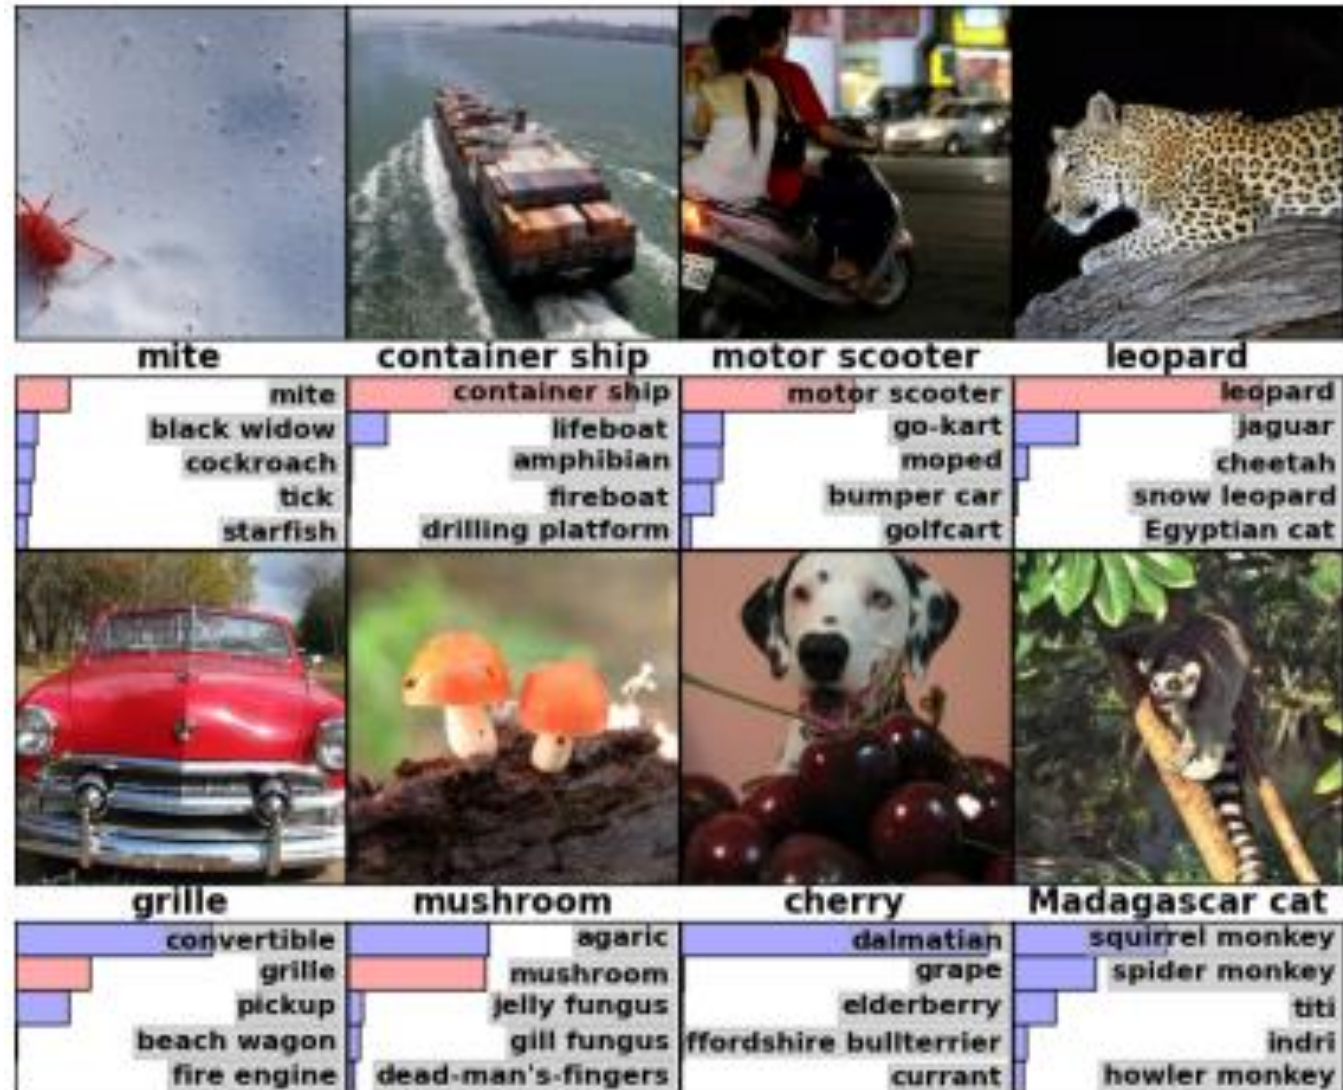 mite
container ship
motor scooter
leopard
mite
black widow
cockroach
tick
starfish
container ship
lifeboat
amphibian
fireboat
drilling platform
motor scooter
go-kart
moped
bumper car
golfcart
leopard
jaguar
cheetah
snow leopard
Egyptian cat
grille
mushroom
cherry
Madagascar cat
convertible
grille
pickup
beach wagon
fire engine
agaric
mushroom
jelly fungus
gill fungus
dead-man's-fingers
dalmatian
grape
elderberry
ffordshire bullterrier
currant
squirrel monkey
spider monkey
titi
indri
howler monkey